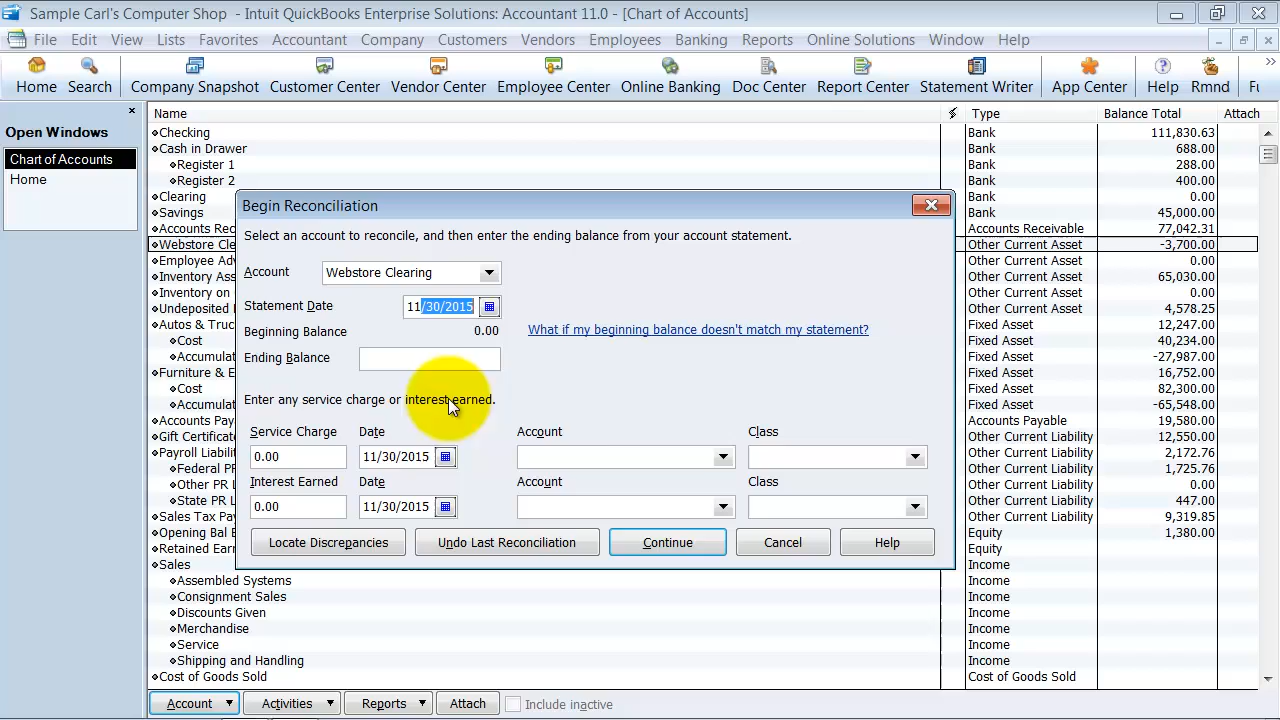 Sample Carl's Computer Shop - Intuit QuickBooks Enterprise Solutions: Accountant 11.0 - [Chart of Accounts]
File Edit View Lists Favorites Accountant Company Customers Vendors Employees Banking Reports Online Solutions Window Help
Home Search Company Snapshot Customer Center Vendor Center Employee Center Online Banking Doc Center Report Center Statement Writer App Center Help Rmnd
Open Windows
Chart of Accounts
Home
Name Type Balance Total Attach
Checking Bank 111,830.63
Cash in Drawer Bank 688.00
Register 1 Bank 288.00
Register 2 Bank 400.00
Clearing Bank 0.00
Savings Bank 45,000.00
Accounts Rec Accounts Receivable 77,042.31
Webstore Cle Other Current Asset -3,700.00
Employee Adv Other Current Asset 0.00
Inventory Asset Other Current Asset 65,030.00
Inventory on Other Current Asset 0.00
Undeposited Other Current Asset 4,578.25
Autos & Truc Fixed Asset 12,247.00
Cost Fixed Asset 40,234.00
Accumulat Fixed Asset -27,987.00
Furniture & E Fixed Asset 16,752.00
Cost Fixed Asset 82,300.00
Accumulat Fixed Asset -65,548.00
Accounts Pay Accounts Payable 19,580.00
Gift Certificate Other Current Liability 12,550.00
Payroll Liabilit Other Current Liability 2,172.76
Federal PR Other Current Liability 1,725.76
Other PR L Other Current Liability 0.00
State PR L Other Current Liability 447.00
Sales Tax Pay Other Current Liability 9,319.85
Opening Bal E Equity 1,380.00
Retained Earn Equity
Sales Income
Assembled Systems Income
Consignment Sales Income
Discounts Given Income
Merchandise Income
Service Income
Shipping and Handling Income
Cost of Goods Sold Cost of Goods Sold
Begin Reconciliation
Select an account to reconcile, and then enter the ending balance from your account statement.
Account Webstore Clearing
Statement Date 11/30/2015
Beginning Balance 0.00 What if my beginning balance doesn't match my statement?
Ending Balance
Enter any service charge or interest earned.
Service Charge Date Account Class
0.00 11/30/2015
Interest Earned Date Account Class
0.00 11/30/2015
Locate Discrepancies Undo Last Reconciliation Continue Cancel Help
Account Activities Reports Attach Include inactive